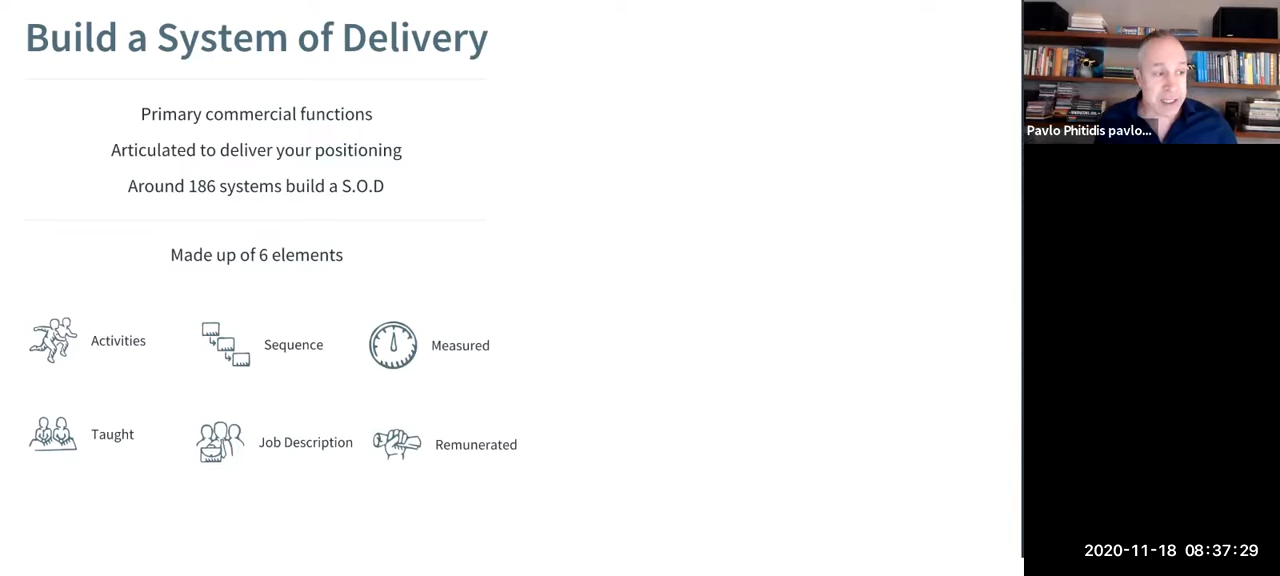 Build a System of Delivery
Primary commercial functions
Articulated to deliver your positioning
Around 186 systems build a S.O.D
Made up of 6 elements
Activities
Sequence
Measured
Taught
Job Description
Remunerated
Pavlo Phitidis pavlo...
2020-11-18 08:37:29